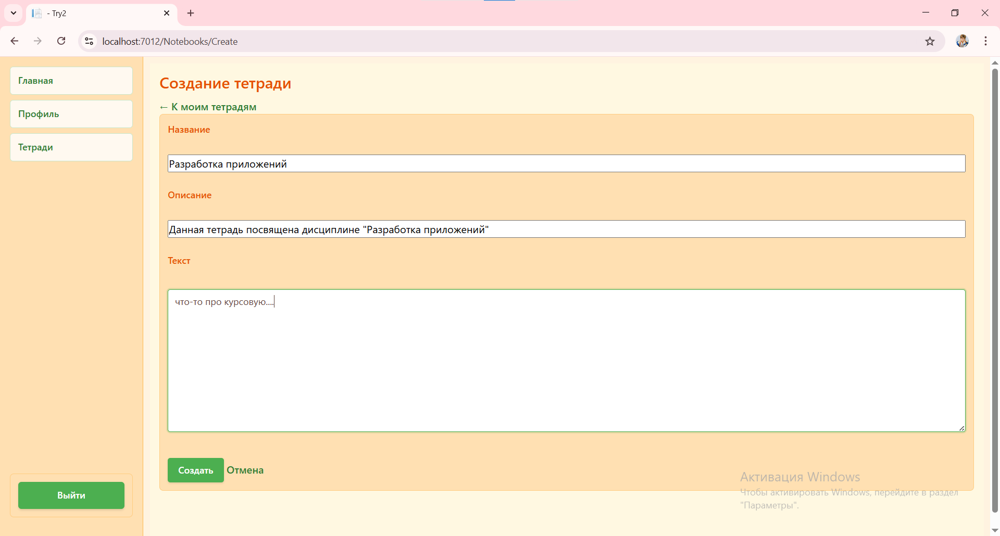 - Try2
localhost:7012/Notebooks/Create
Главная
Профиль
Тетради
Выйти
Создание тетради
← К моим тетрадям
Название
Разработка приложений
Описание
Данная тетрадь посвящена дисциплине "Разработка приложений"
Текст
что-то про курсовую....
Создать Отмена
Активация Windows
Чтобы активировать Windows, перейдите в раздел
"Параметры".